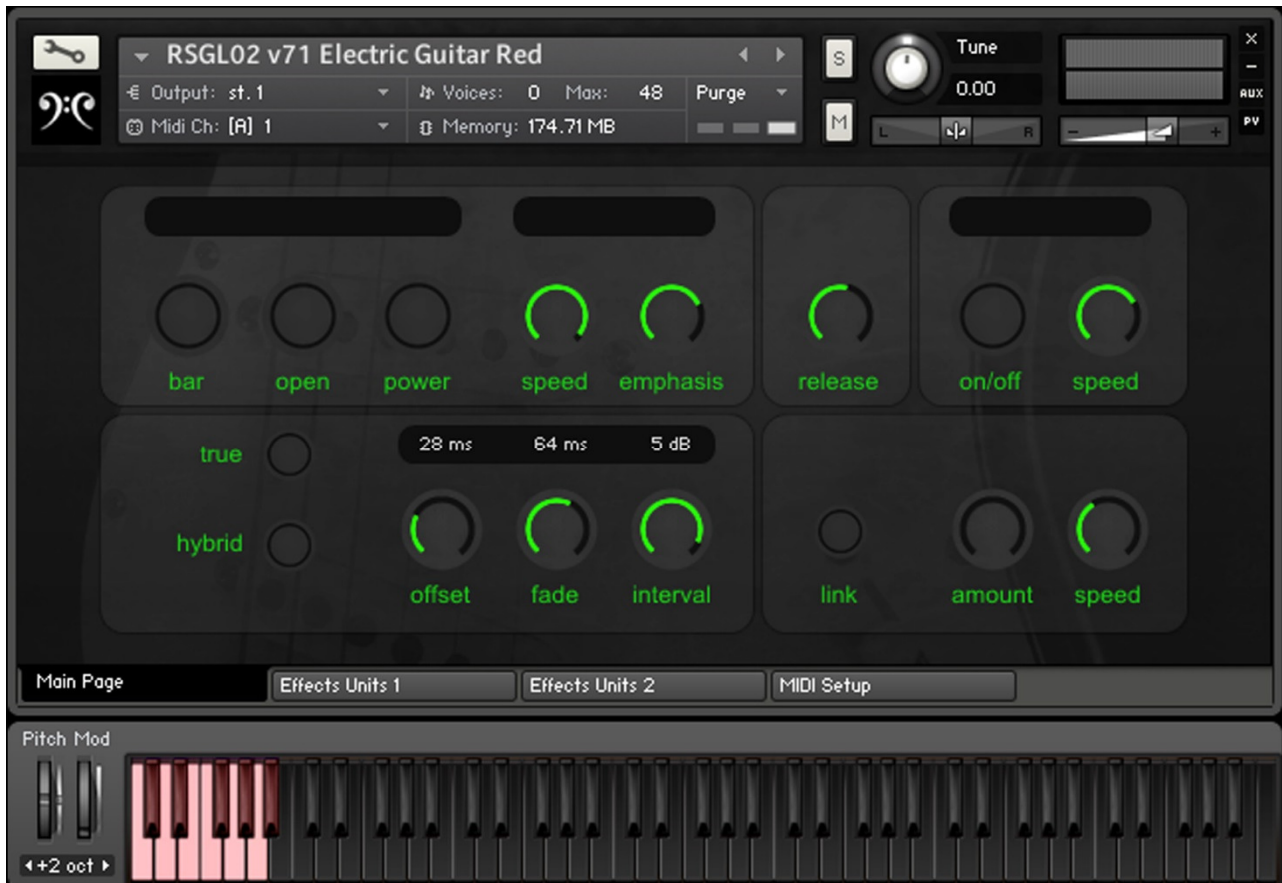 RSGL02 v71 Electric Guitar Red
S
Tune
X
-
Output: st. 1
Voices: 0 Max: 48
Purge
0.00
AUX
Midi Ch: [A] 1
Memory: 174.71 MB
M
L
R
-
+
PV
bar
open
power
speed
emphasis
release
on/off
speed
true
28 ms
64 ms
5 dB
hybrid
offset
fade
interval
link
amount
speed
Main Page
Effects Units 1
Effects Units 2
MIDI Setup
Pitch Mod
+2 oct